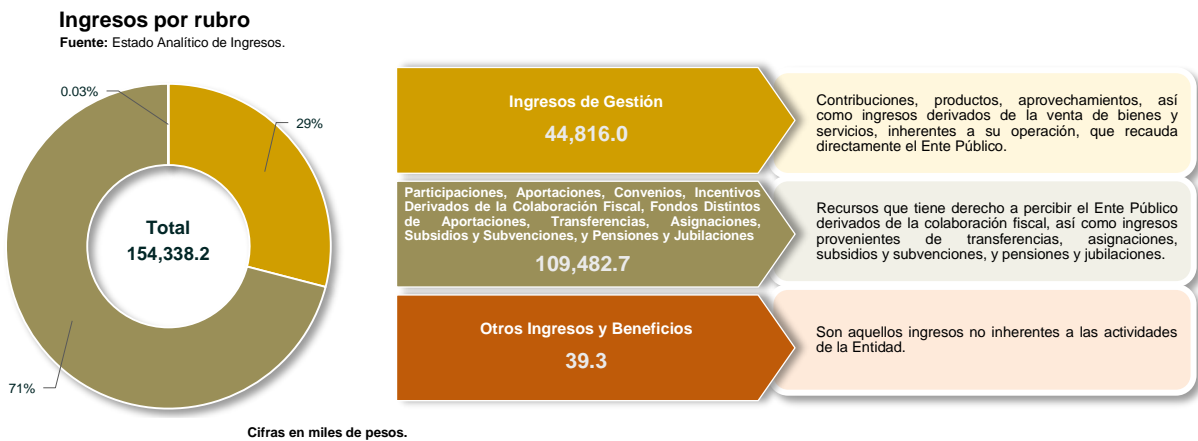 Ingresos por rubro
Fuente: Estado Analítico de Ingresos.
0.03%
29%
Total
154,338.2
71%
Ingresos de Gestión
44,816.0
Contribuciones, productos, aprovechamientos, así
como ingresos derivados de la venta de bienes y
servicios, inherentes a su operación, que recauda
directamente el Ente Público.
Participaciones, Aportaciones, Convenios, Incentivos
Derivados de la Colaboración Fiscal, Fondos Distintos
de Aportaciones, Transferencias, Asignaciones,
Subsidios y Subvenciones, y Pensiones y Jubilaciones
109,482.7
Recursos que tiene derecho a percibir el Ente Público
derivados de la colaboración fiscal, así como ingresos
provenientes de transferencias, asignaciones,
subsidios y subvenciones, y pensiones y jubilaciones.
Otros Ingresos y Beneficios
39.3
Son aquellos ingresos no inherentes a las actividades
de la Entidad.
Cifras en miles de pesos.